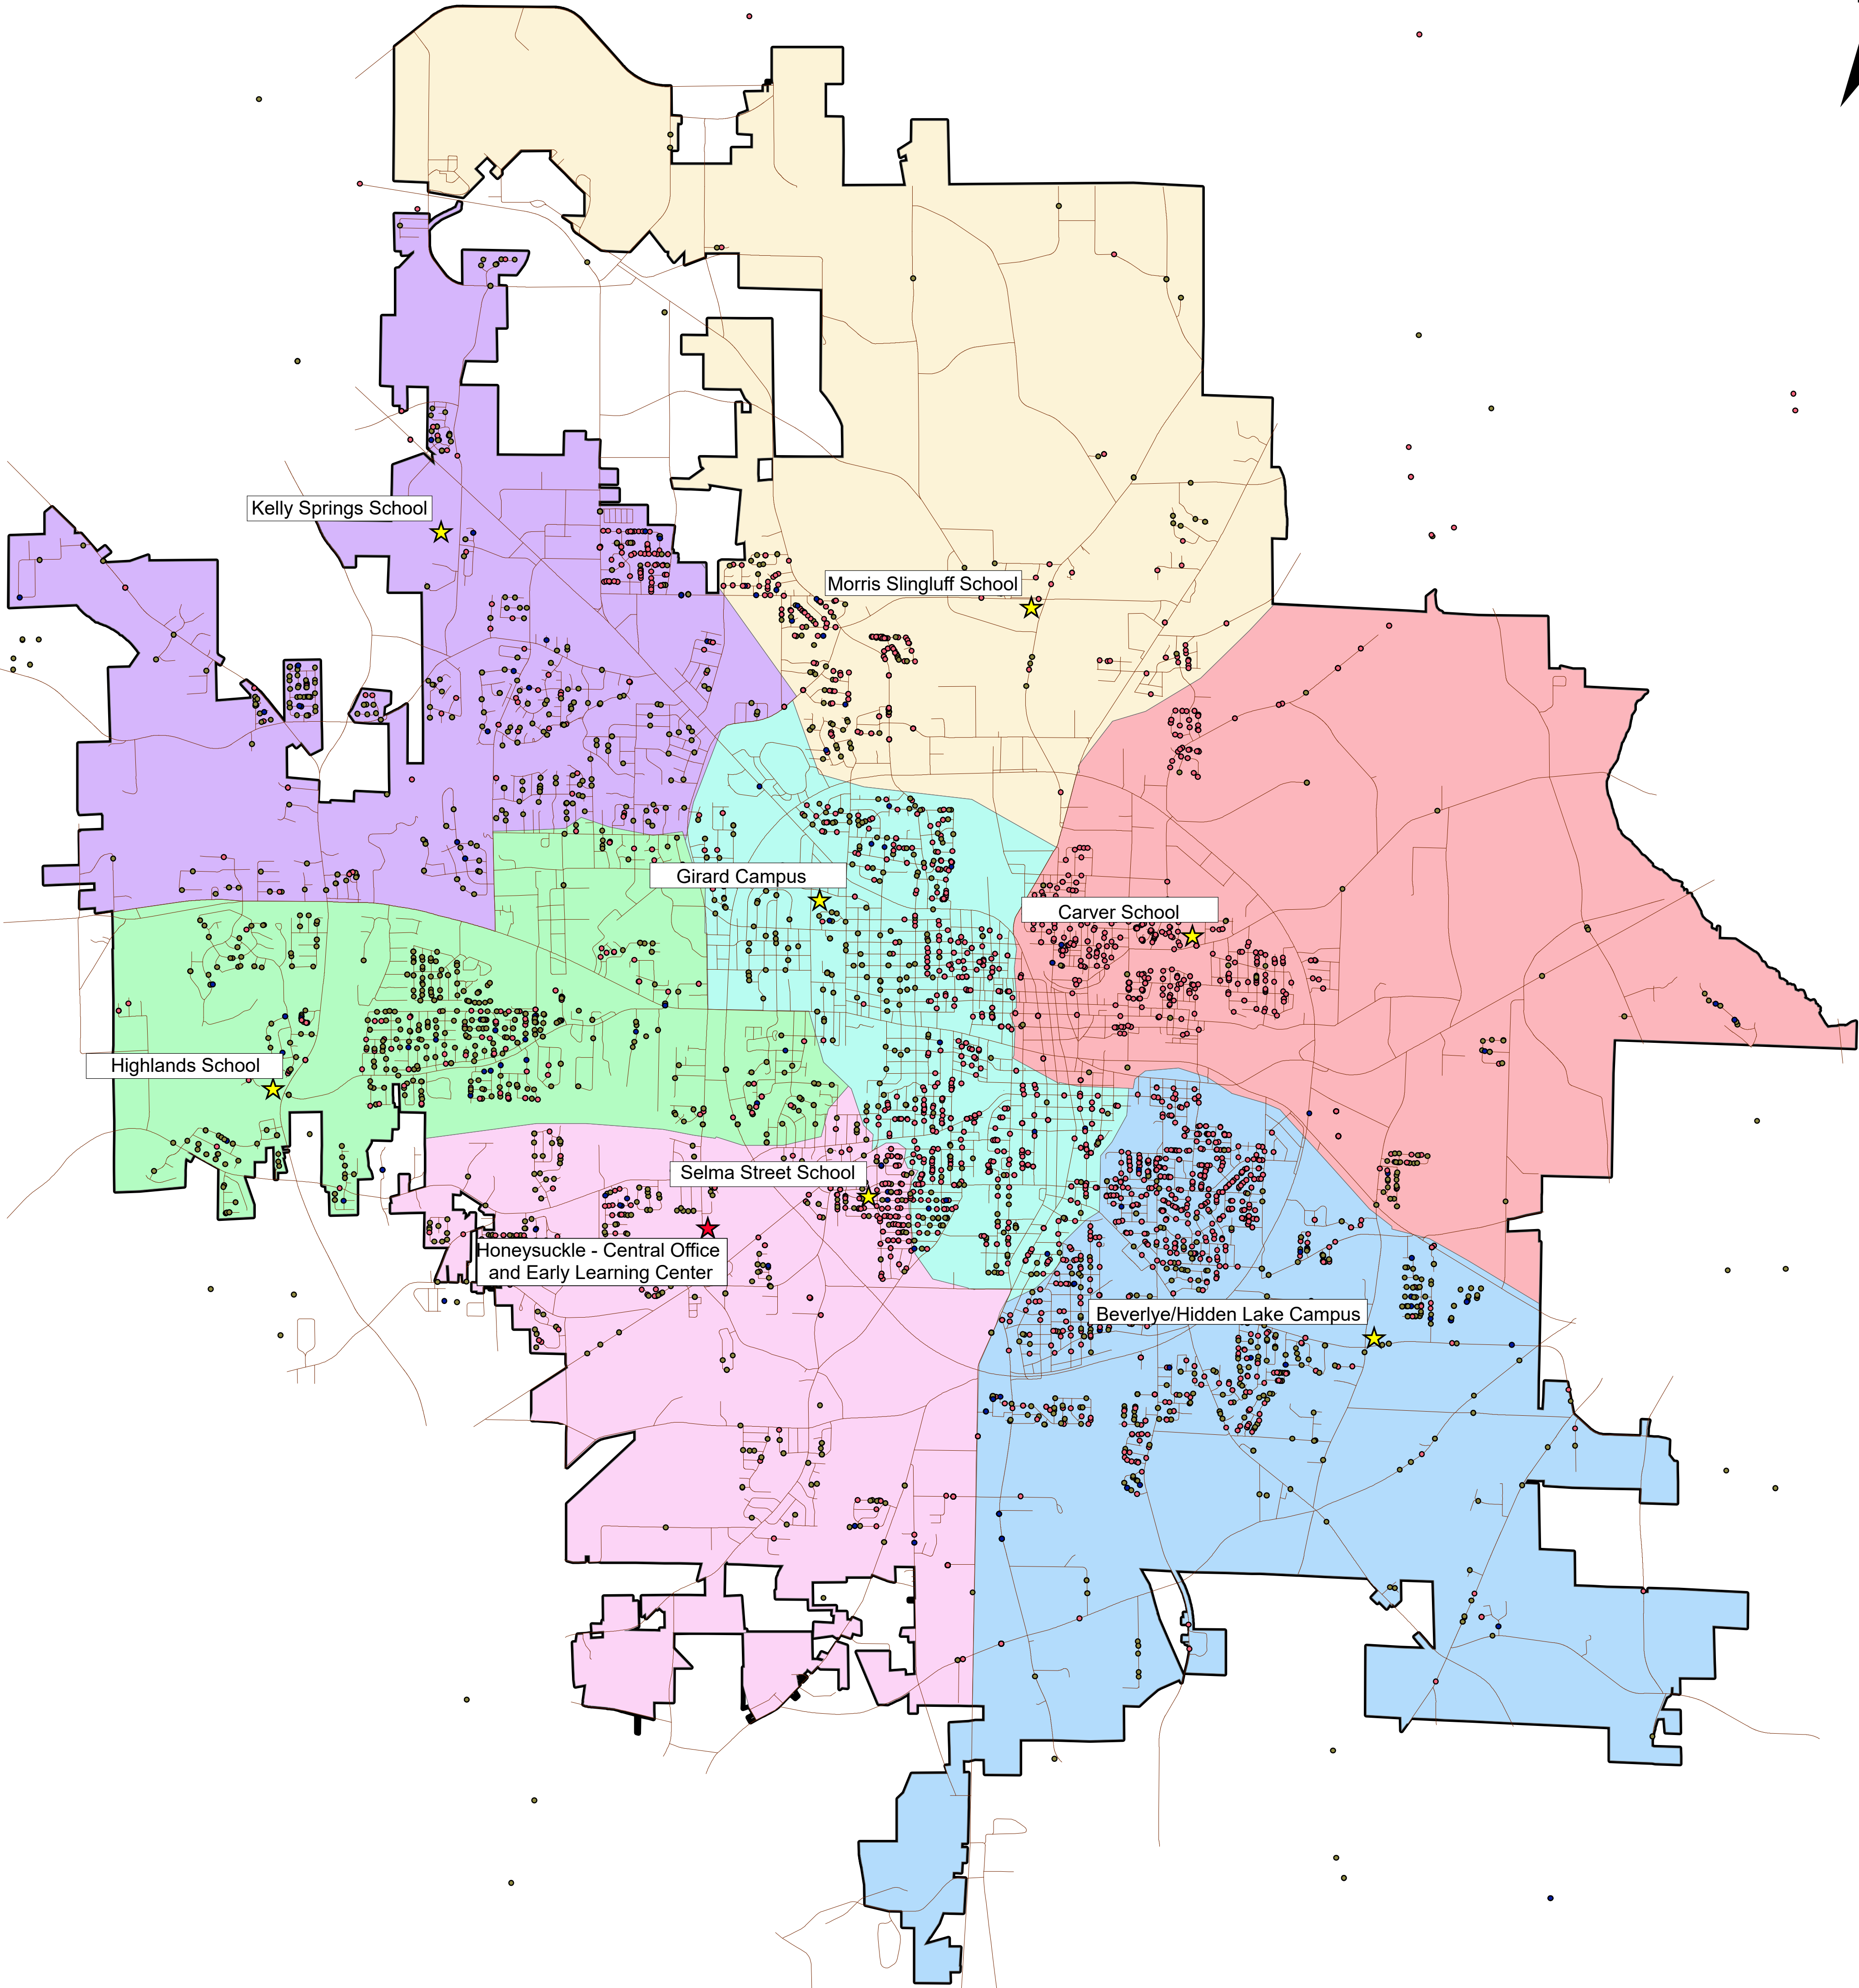 Kelly Springs School
Morris Slingluff School
Girard Campus
Carver School
Highlands School
Selma Street School
Honeysuckle - Central Office
and Early Learning Center
Beverlye/Hidden Lake Campus